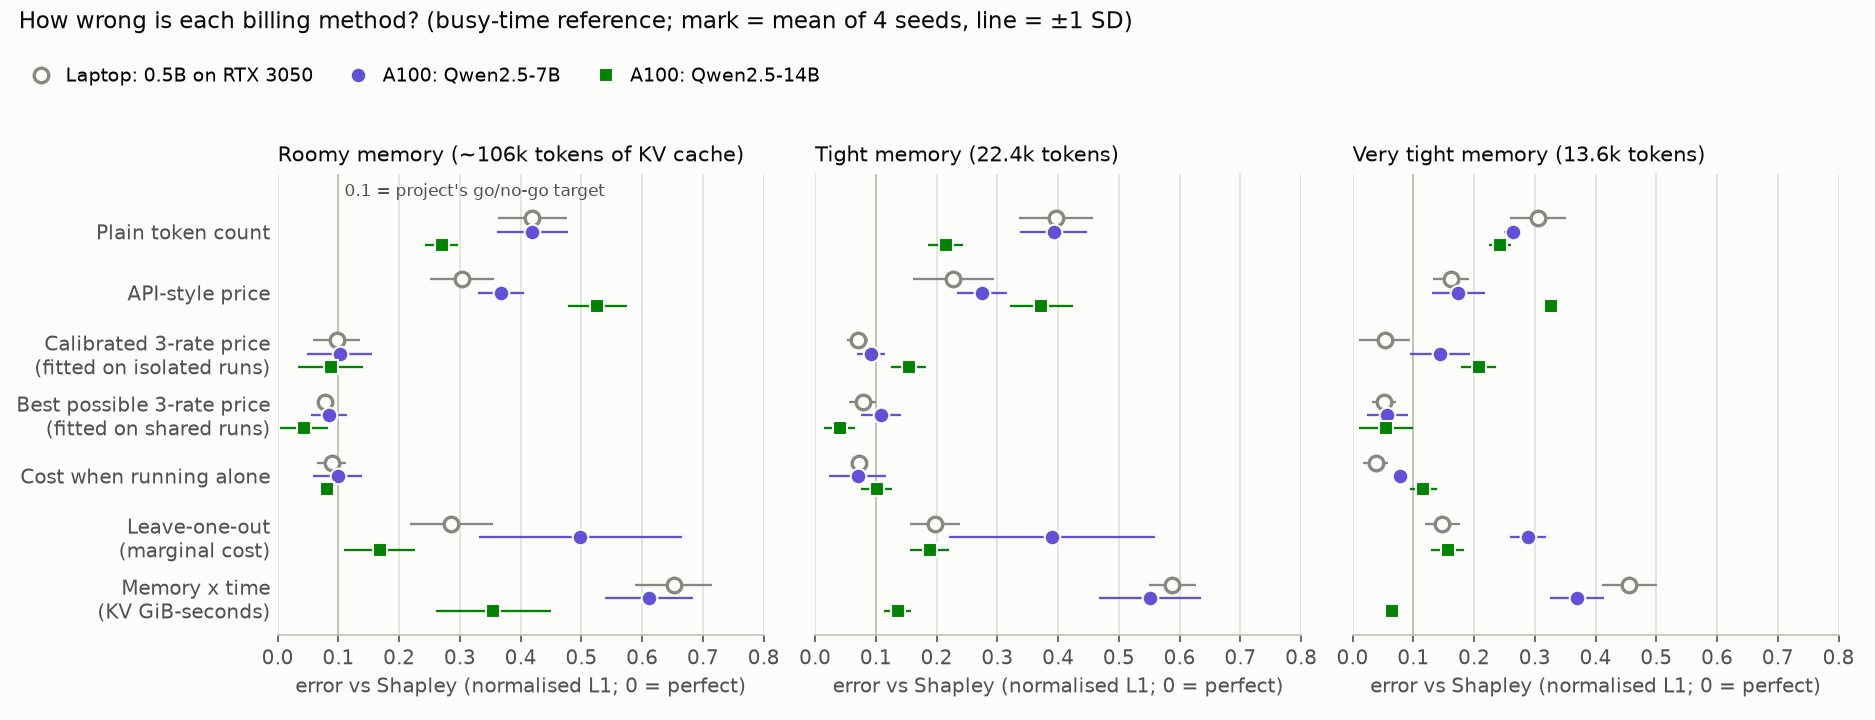 How wrong is each billing method? (busy-time reference; mark = mean of 4 seeds, line = ±1 SD)
Laptop: 0.5B on RTX 3050
A100: Qwen2.5-7B
A100: Qwen2.5-14B
Roomy memory (~106k tokens of KV cache)
Tight memory (22.4k tokens)
Very tight memory (13.6k tokens)
0.1 = project's go/no-go target
Plain token count
API-style price
Calibrated 3-rate price
(fitted on isolated runs)
Best possible 3-rate price
(fitted on shared runs)
Cost when running alone
Leave-one-out
(marginal cost)
Memory x time
(KV GiB-seconds)
0.0 0.1 0.2 0.3 0.4 0.5 0.6 0.7 0.8
0.0 0.1 0.2 0.3 0.4 0.5 0.6 0.7 0.8
0.0 0.1 0.2 0.3 0.4 0.5 0.6 0.7 0.8
error vs Shapley (normalised L1; 0 = perfect)
error vs Shapley (normalised L1; 0 = perfect)
error vs Shapley (normalised L1; 0 = perfect)